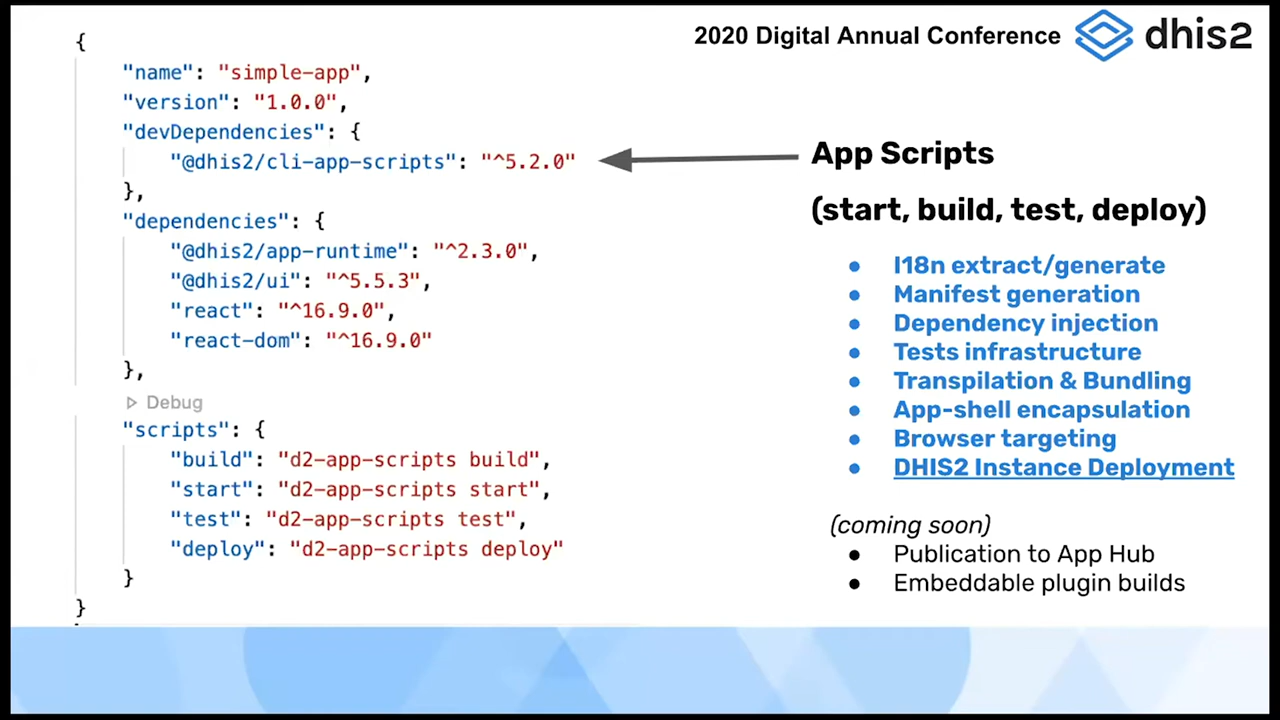 2020 Digital Annual Conference
dhis2
{
"name": "simple-app",
"version": "1.0.0",
"devDependencies": {
"@dhis2/cli-app-scripts": "^5.2.0"
},
"dependencies": {
"@dhis2/app-runtime": "^2.3.0",
"@dhis2/ui": "^5.5.3",
"react": "^16.9.0",
"react-dom": "^16.9.0"
},
Debug
"scripts": {
"build": "d2-app-scripts build",
"start": "d2-app-scripts start",
"test": "d2-app-scripts test",
"deploy": "d2-app-scripts deploy"
}
}
App Scripts
(start, build, test, deploy)
● I18n extract/generate
● Manifest generation
● Dependency injection
● Tests infrastructure
● Transpilation & Bundling
● App-shell encapsulation
● Browser targeting
● DHIS2 Instance Deployment
(coming soon)
● Publication to App Hub
● Embeddable plugin builds